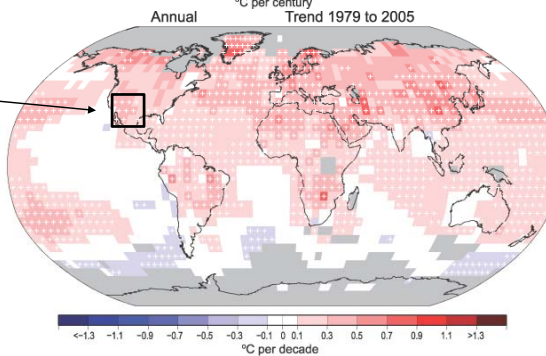 °C per century
Annual Trend 1979 to 2005
<-1.3 -1.1 -0.9 -0.7 -0.5 -0.3 -0.1 0 0.1 0.3 0.5 0.7 0.9 1.1 >1.3
°C per decade